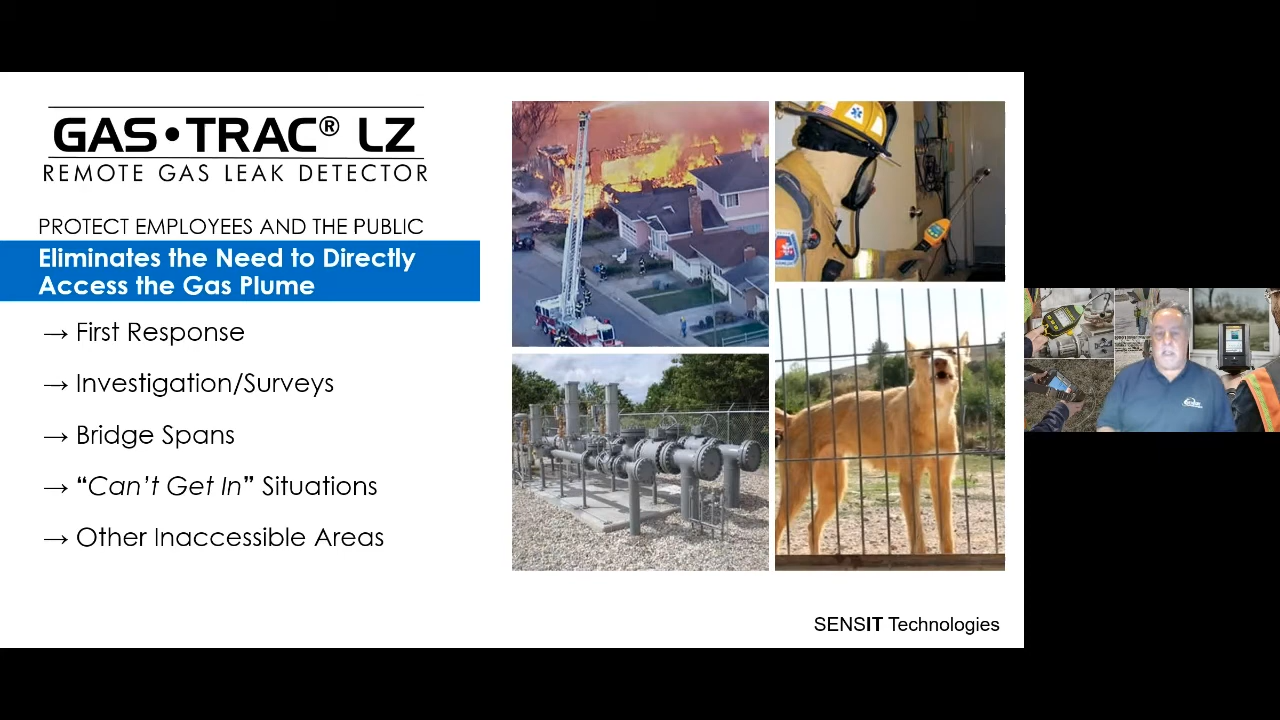 GAS•TRAC® LZ
REMOTE GAS LEAK DETECTOR
PROTECT EMPLOYEES AND THE PUBLIC
Eliminates the Need to Directly
Access the Gas Plume
→ First Response
→ Investigation/Surveys
→ Bridge Spans
→ “Can’t Get In” Situations
→ Other Inaccessible Areas
SENSIT Technologies